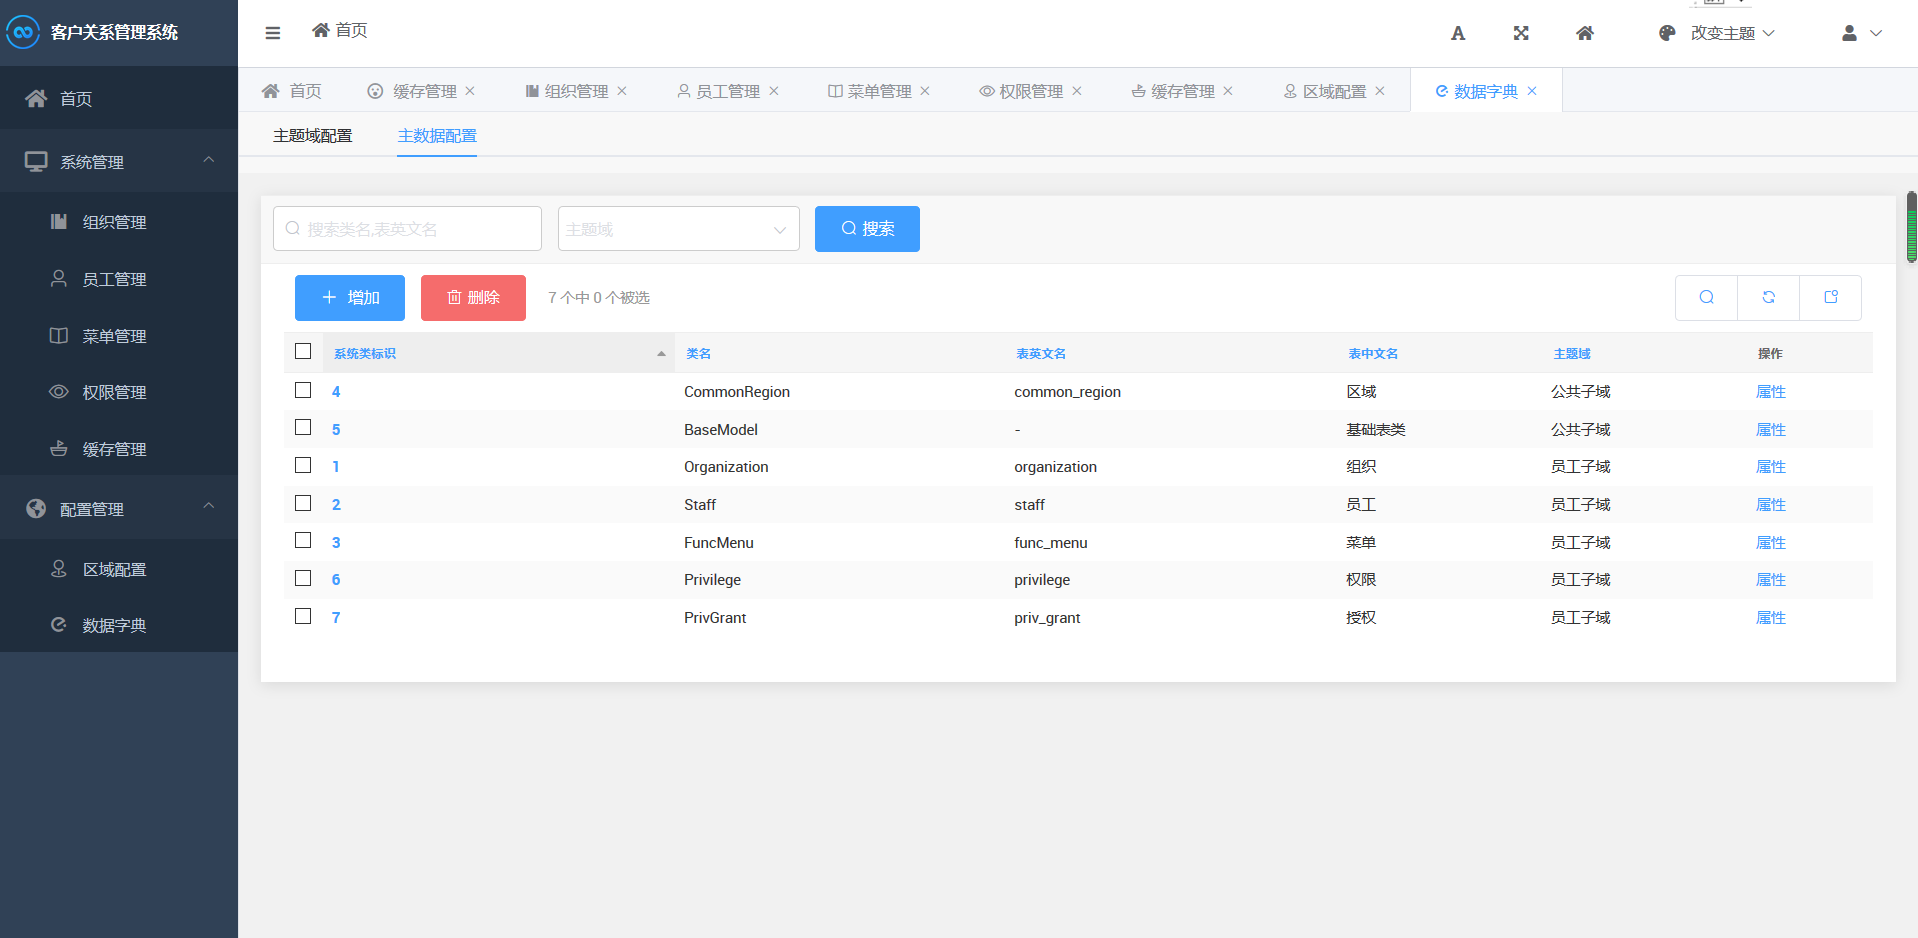 客户关系管理系统
首页
系统管理
组织管理
员工管理
菜单管理
权限管理
缓存管理
配置管理
区域配置
数据字典
首页
A
改变主题
首页 缓存管理 组织管理 员工管理 菜单管理 权限管理 缓存管理 区域配置 数据字典
主题域配置 主数据配置
搜索类名,表英文名 主题域 搜索
增加 删除 7 个中 0 个被选
系统类标识 类名 表英文名 表中文名 主题域 操作
4 CommonRegion common_region 区域 公共子域 属性
5 BaseModel - 基础表类 公共子域 属性
1 Organization organization 组织 员工子域 属性
2 Staff staff 员工 员工子域 属性
3 FuncMenu func_menu 菜单 员工子域 属性
6 Privilege privilege 权限 员工子域 属性
7 PrivGrant priv_grant 授权 员工子域 属性